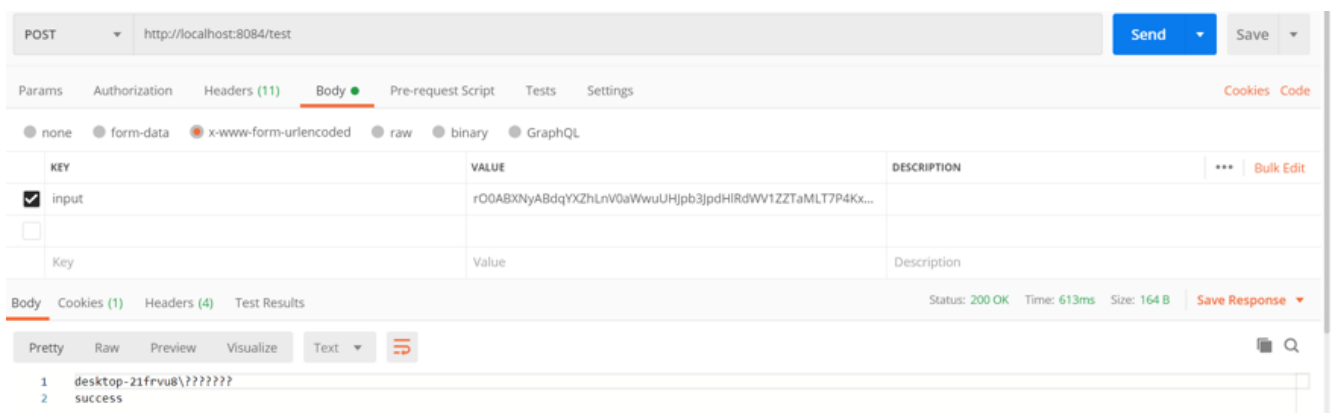 POST http://localhost:8084/test Send Save
Params Authorization Headers (11) Body Pre-request Script Tests Settings Cookies Code
none form-data x-www-form-urlencoded raw binary GraphQL
KEY VALUE DESCRIPTION ••• Bulk Edit
input rO0ABXNyABdqYXZhLnV0aWwuUHJpb3JpdHlRdWV1ZZTaMLT7P4Kx...
Key Value Description
Body Cookies (1) Headers (4) Test Results Status: 200 OK Time: 613ms Size: 164 B Save Response
Pretty Raw Preview Visualize Text
1 desktop-21frvu8\???????
2 success